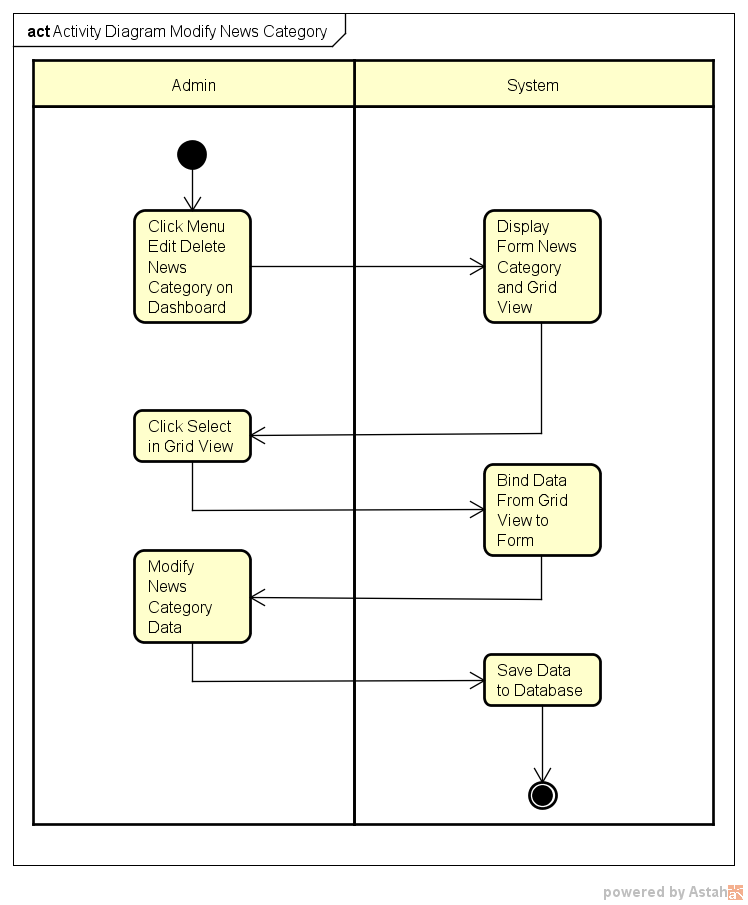 act Activity Diagram Modify News Category
Admin
System
Click Menu
Edit Delete
News
Category on
Dashboard
Display
Form News
Category
and Grid
View
Click Select
in Grid View
Bind Data
From Grid
View to
Form
Modify
News
Category
Data
Save Data
to Database
powered by Astah